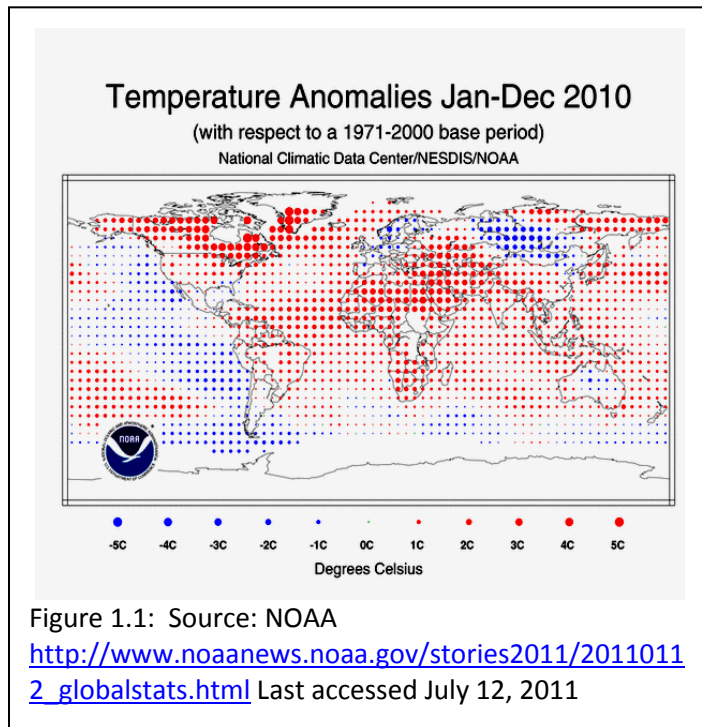 Temperature Anomalies Jan-Dec 2010
(with respect to a 1971-2000 base period)
National Climatic Data Center/NESDIS/NOAA
NOAA
-5C -4C -3C -2C -1C 0C 1C 2C 3C 4C 5C
Degrees Celsius
Figure 1.1: Source: NOAA
http://www.noaanews.noaa.gov/stories2011/2011011
2_globalstats.html Last accessed July 12, 2011